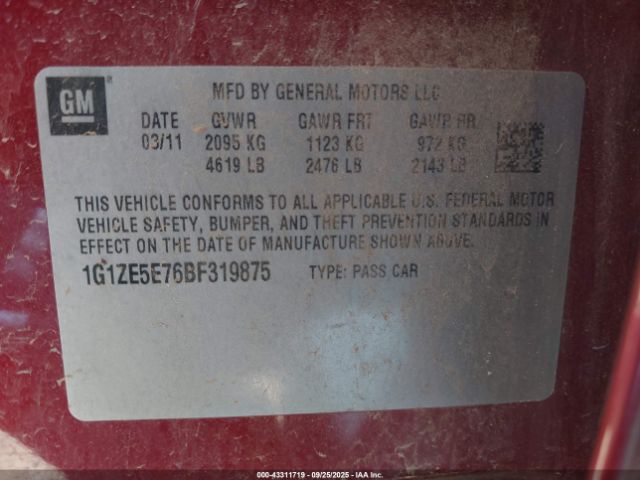 GM
MFD BY GENERAL MOTORS LLC
DATE GVWR GAWR FRT GAWR RR
03/11 2095 KG 1123 KG 972 KG
4619 LB 2476 LB 2143 LB
THIS VEHICLE CONFORMS TO ALL APPLICABLE U.S. FEDERAL MOTOR
VEHICLE SAFETY, BUMPER, AND THEFT PREVENTION STANDARDS IN
EFFECT ON THE DATE OF MANUFACTURE SHOWN ABOVE.
1G1ZE5E76BF319875 TYPE: PASS CAR
000-43311719 - 09/25/2025 - IAAI.COM